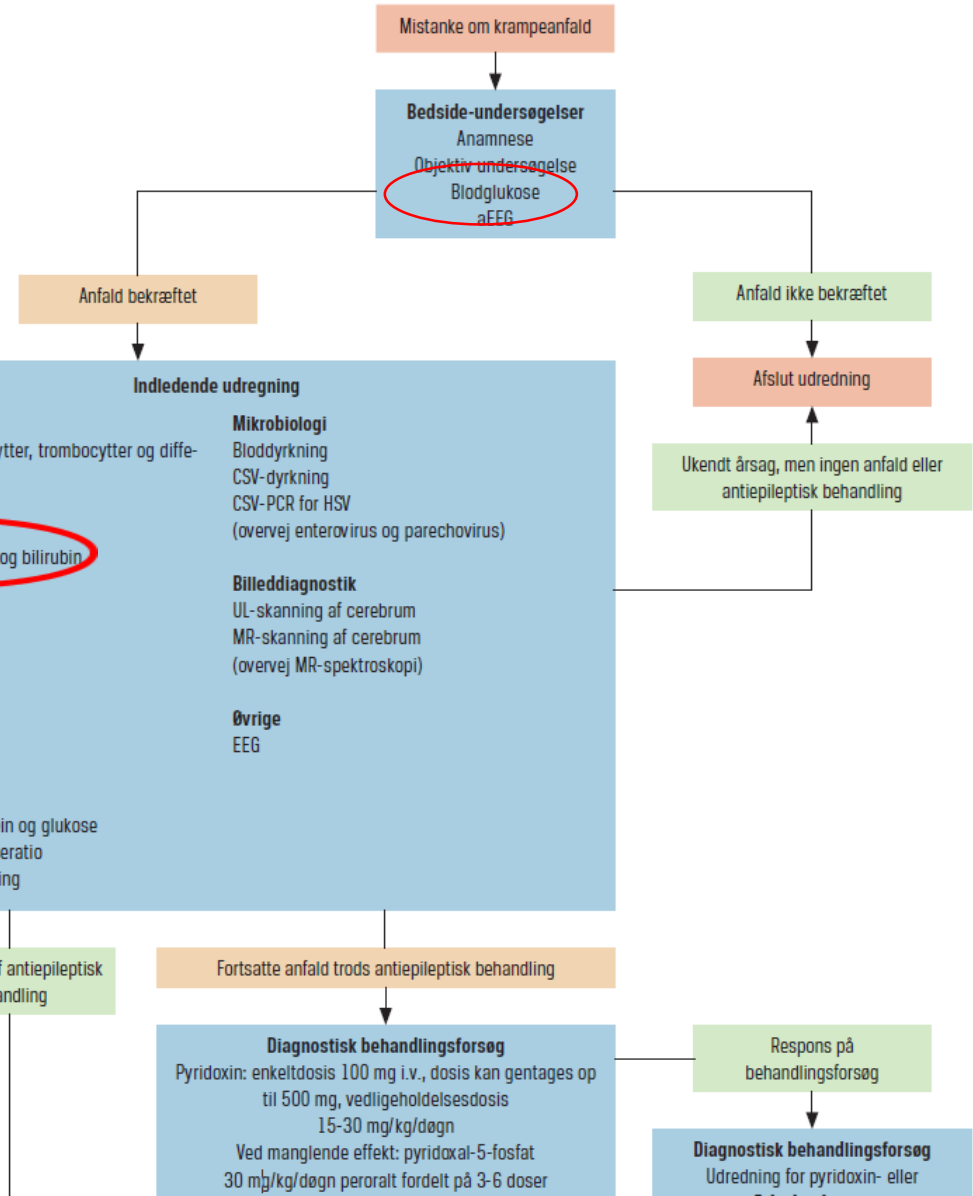 Mistanke om krampeanfald
Bedside-undersøgelser
Anamnese
Objektiv undersøgelse
Blodglukose
aEEG
Anfald bekræftet
Anfald ikke bekræftet
Afslut udredning
Ukendt årsag, men ingen anfald eller
antiepileptisk behandling
Indledende udregning
ytter, trombocytter og diffe-
og bilirubin
in og glukose
eratio
ing
Mikrobiologi
Bloddyrkning
CSV-dyrkning
CSV-PCR for HSV
(overvej enterovirus og parechovirus)
Billeddiagnostik
UL-skanning af cerebrum
MR-skanning af cerebrum
(overvej MR-spektroskopi)
Øvrige
EEG
f antiepileptisk
andling
Fortsatte anfald trods antiepileptisk behandling
Diagnostisk behandlingsforsøg
Pyridoxin: enkeltdosis 100 mg i.v., dosis kan gentages op
til 500 mg, vedligeholdelsesdosis
15-30 mg/kg/døgn
Ved manglende effekt: pyridoxal-5-fosfat
30 mg/kg/døgn peroralt fordelt på 3-6 doser
Respons på
behandlingsforsøg
Diagnostisk behandlingsforsøg
Udredning for pyridoxin- eller